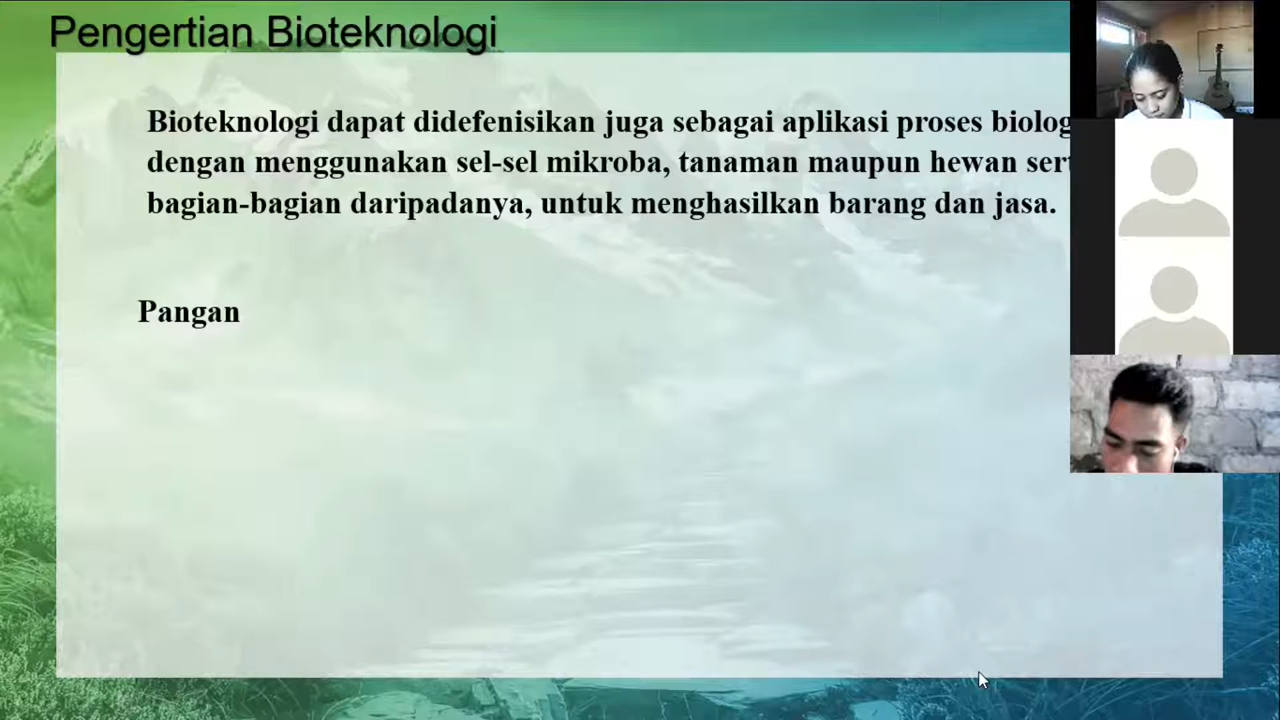 Pengertian Bioteknologi
Bioteknologi dapat didefenisikan juga sebagai aplikasi proses
dengan menggunakan sel-sel mikroba, tanaman maupun hewan
bagian-bagian daripadanya, untuk menghasilkan barang dan jasa.
Pangan